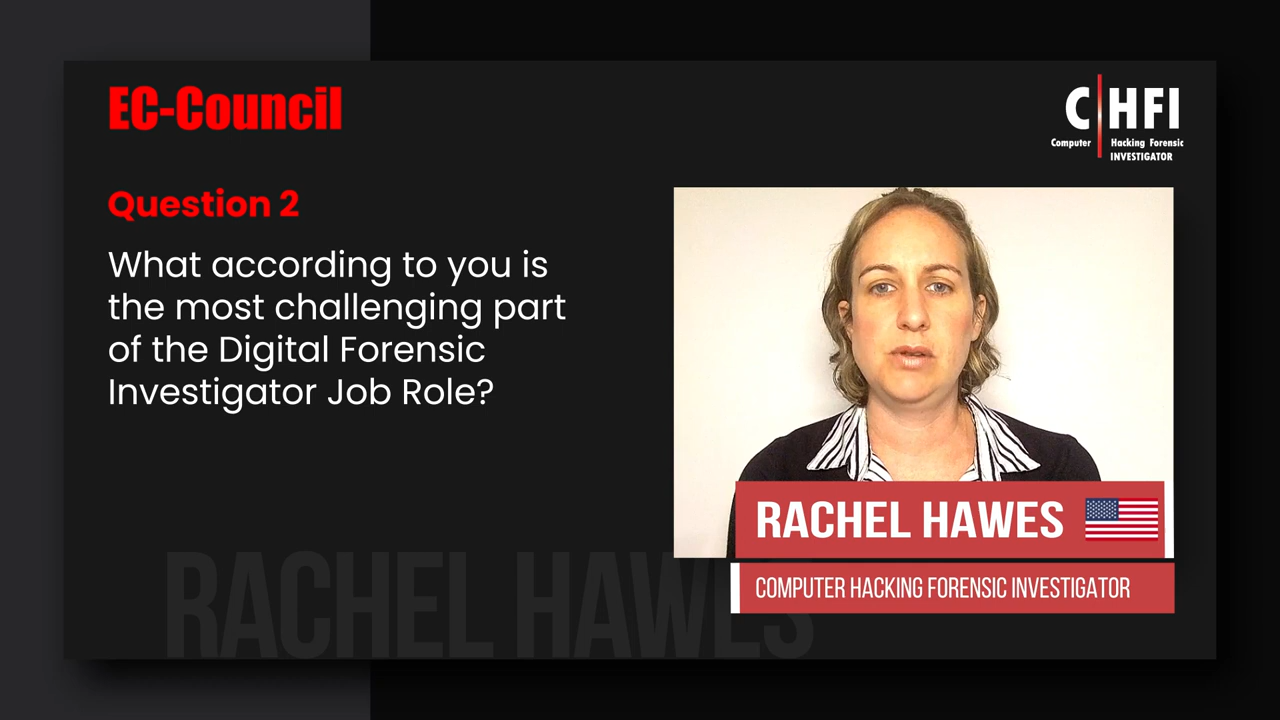 EC-Council
C HFI
Computer Hacking Forensic
INVESTIGATOR
Question 2
What according to you is
the most challenging part
of the Digital Forensic
Investigator Job Role?
RACHEL HAWES
COMPUTER HACKING FORENSIC INVESTIGATOR
RACHEL HAWES